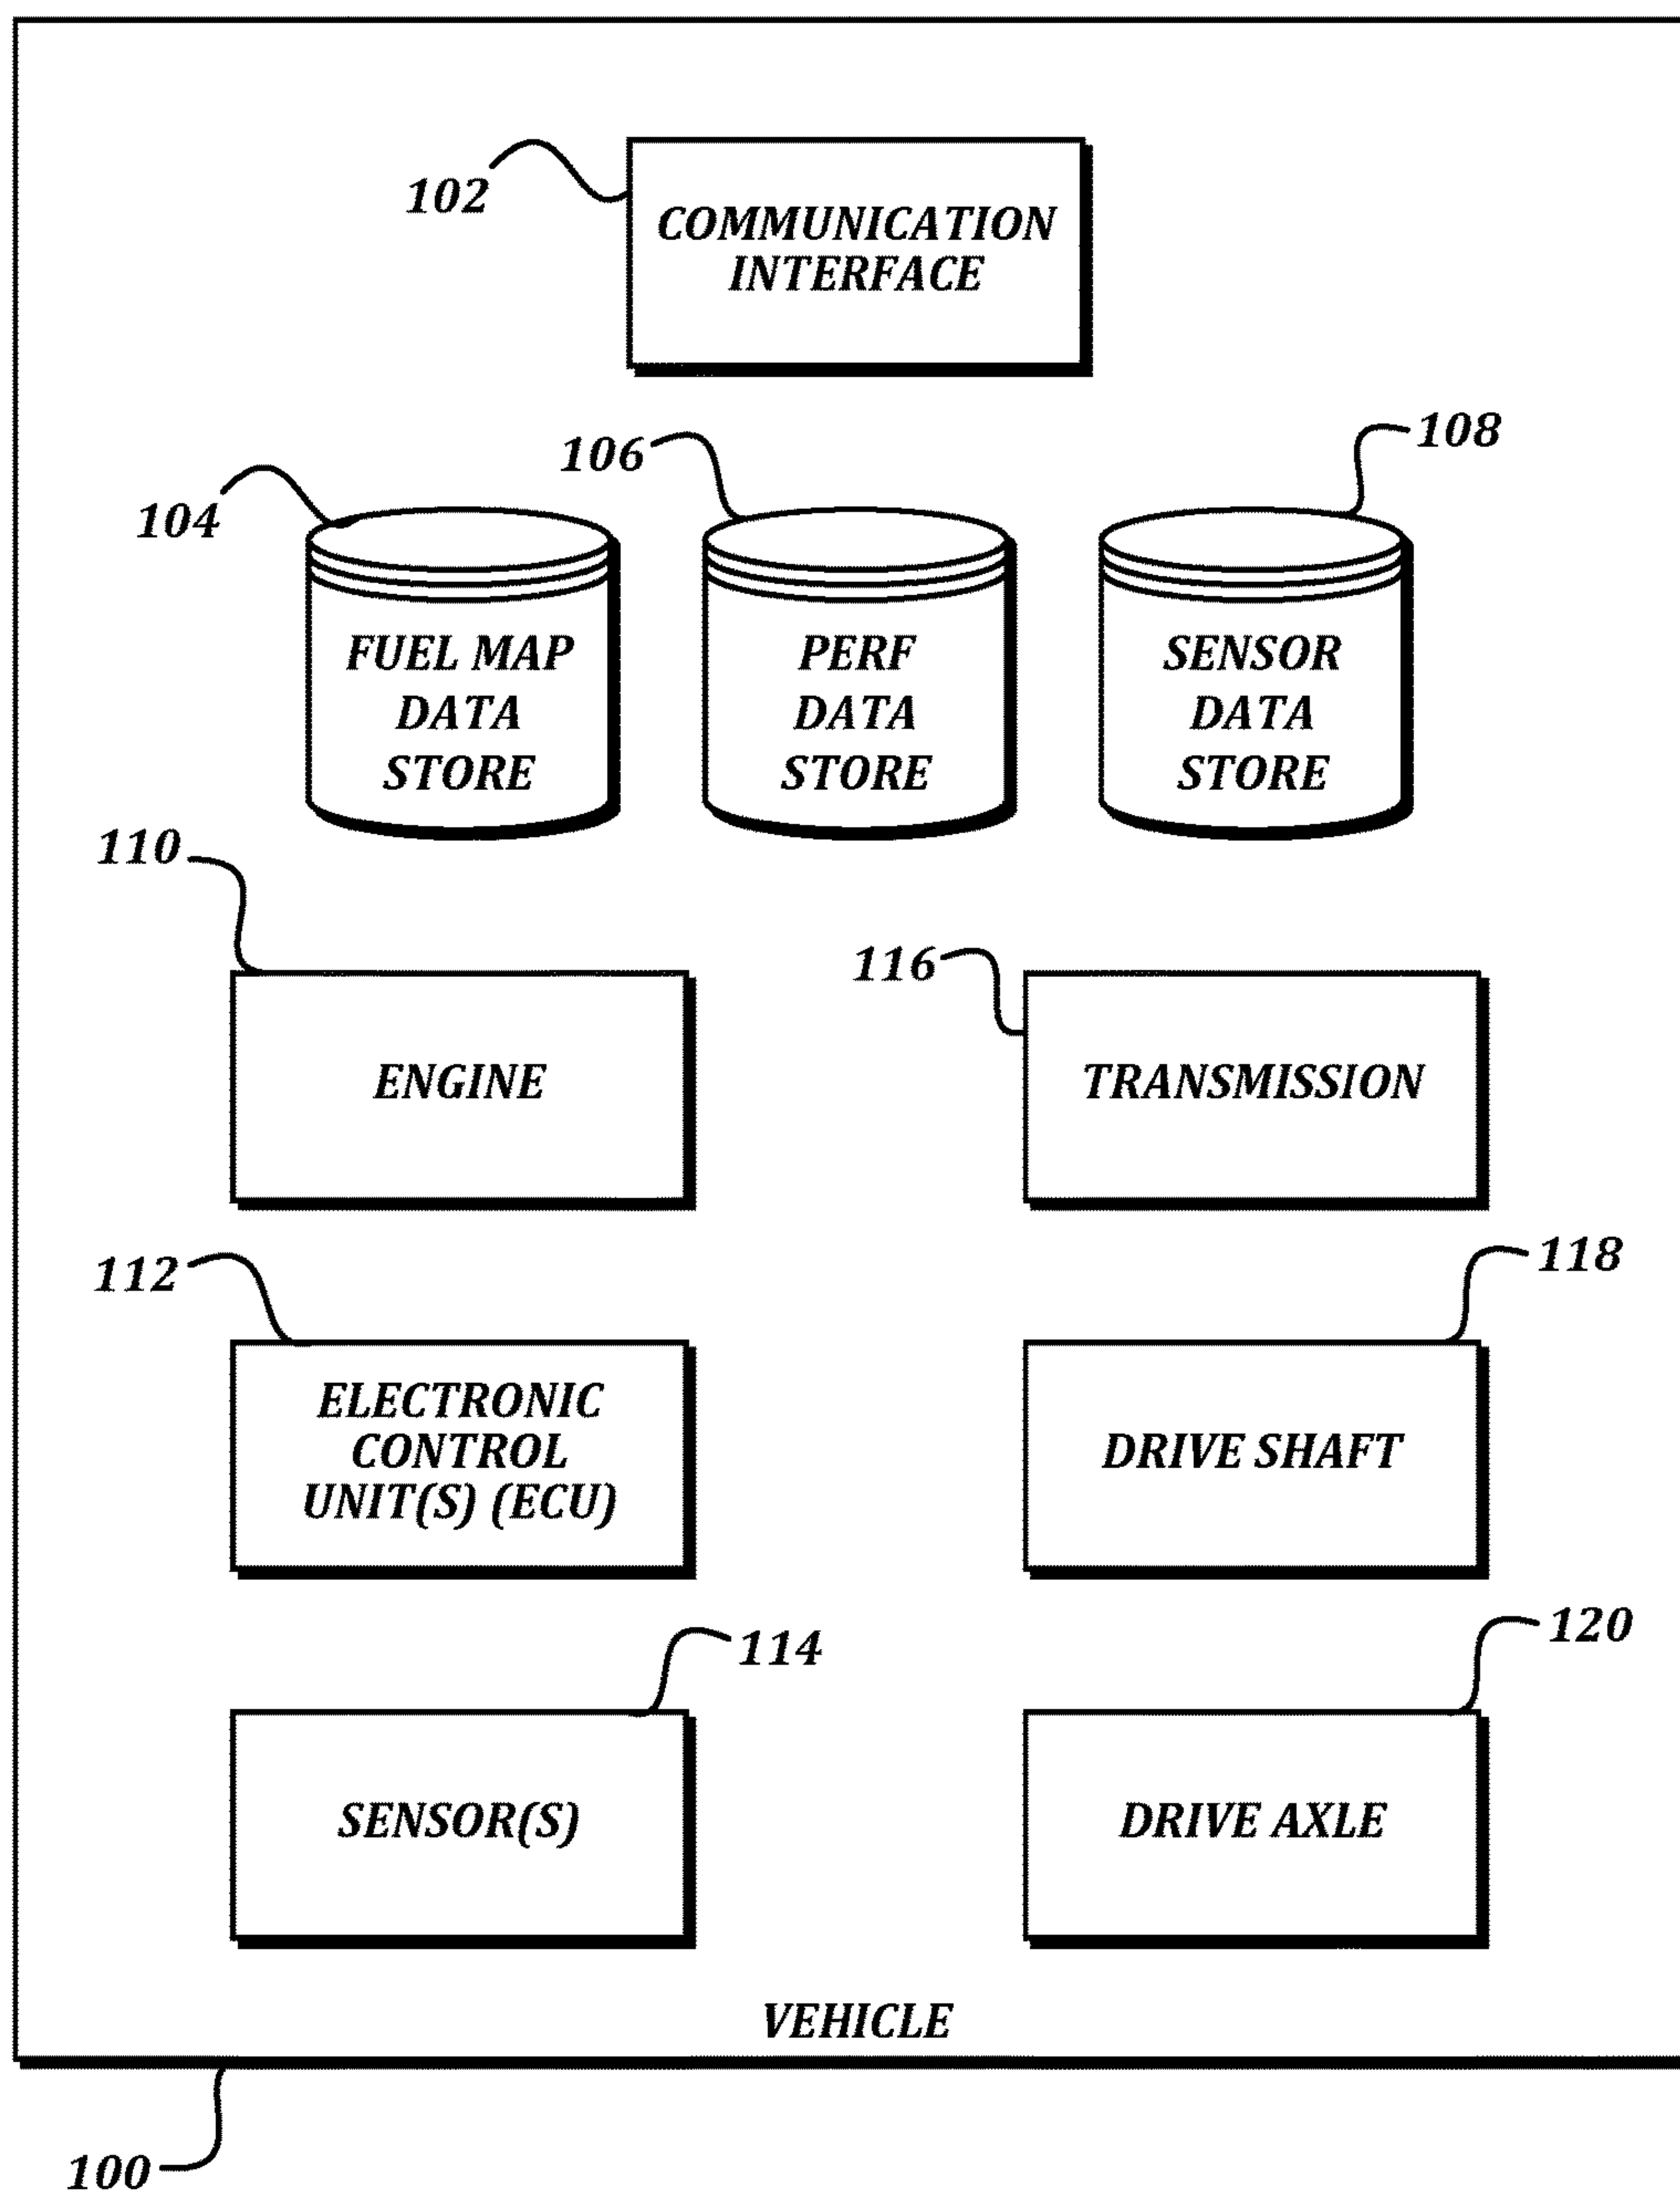 102
COMMUNICATION
INTERFACE
104
106
108
FUEL MAP
DATA
STORE
PERF
DATA
STORE
SENSOR
DATA
STORE
110
ENGINE
116
TRANSMISSION
112
ELECTRONIC
CONTROL
UNIT(S) (ECU)
118
DRIVE SHAFT
114
SENSOR(S)
120
DRIVE AXLE
VEHICLE
100